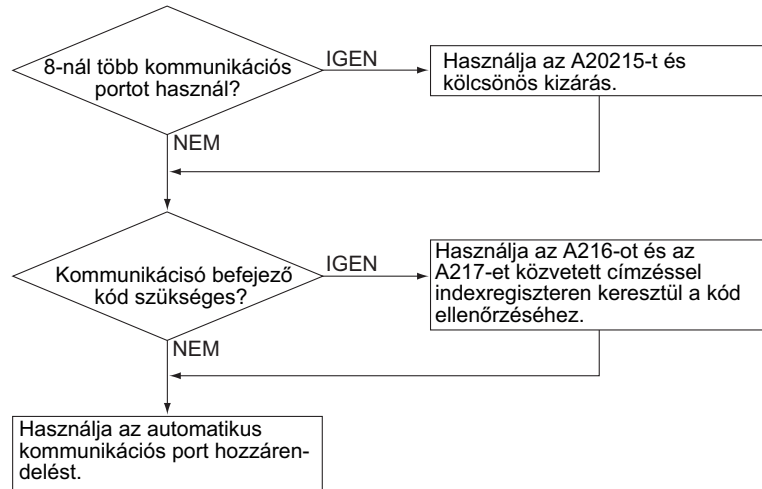 8-nál több kommunikációs
portot használ?
IGEN
Használja az A20215-t és
kölcsönös kizárás.
NEM
Kommunikácisó befejező
kód szükséges?
IGEN
Használja az A216-ot és az
A217-et közvetett címzéssel
indexregiszteren keresztül a kód
ellenőrzéséhez.
NEM
Használja az automatikus
kommunikációs port hozzáren-
delést.